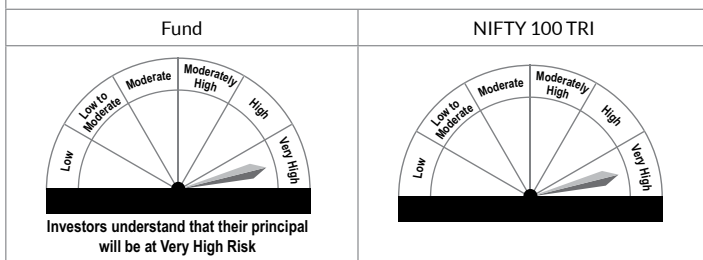 Fund
NIFTY 100 TRI
Low
Low to
Moderate
Moderate
Moderately
High
High
Very High
Investors understand that their principal
will be at Very High Risk
Low
Low to
Moderate
Moderate
Moderately
High
High
Very High